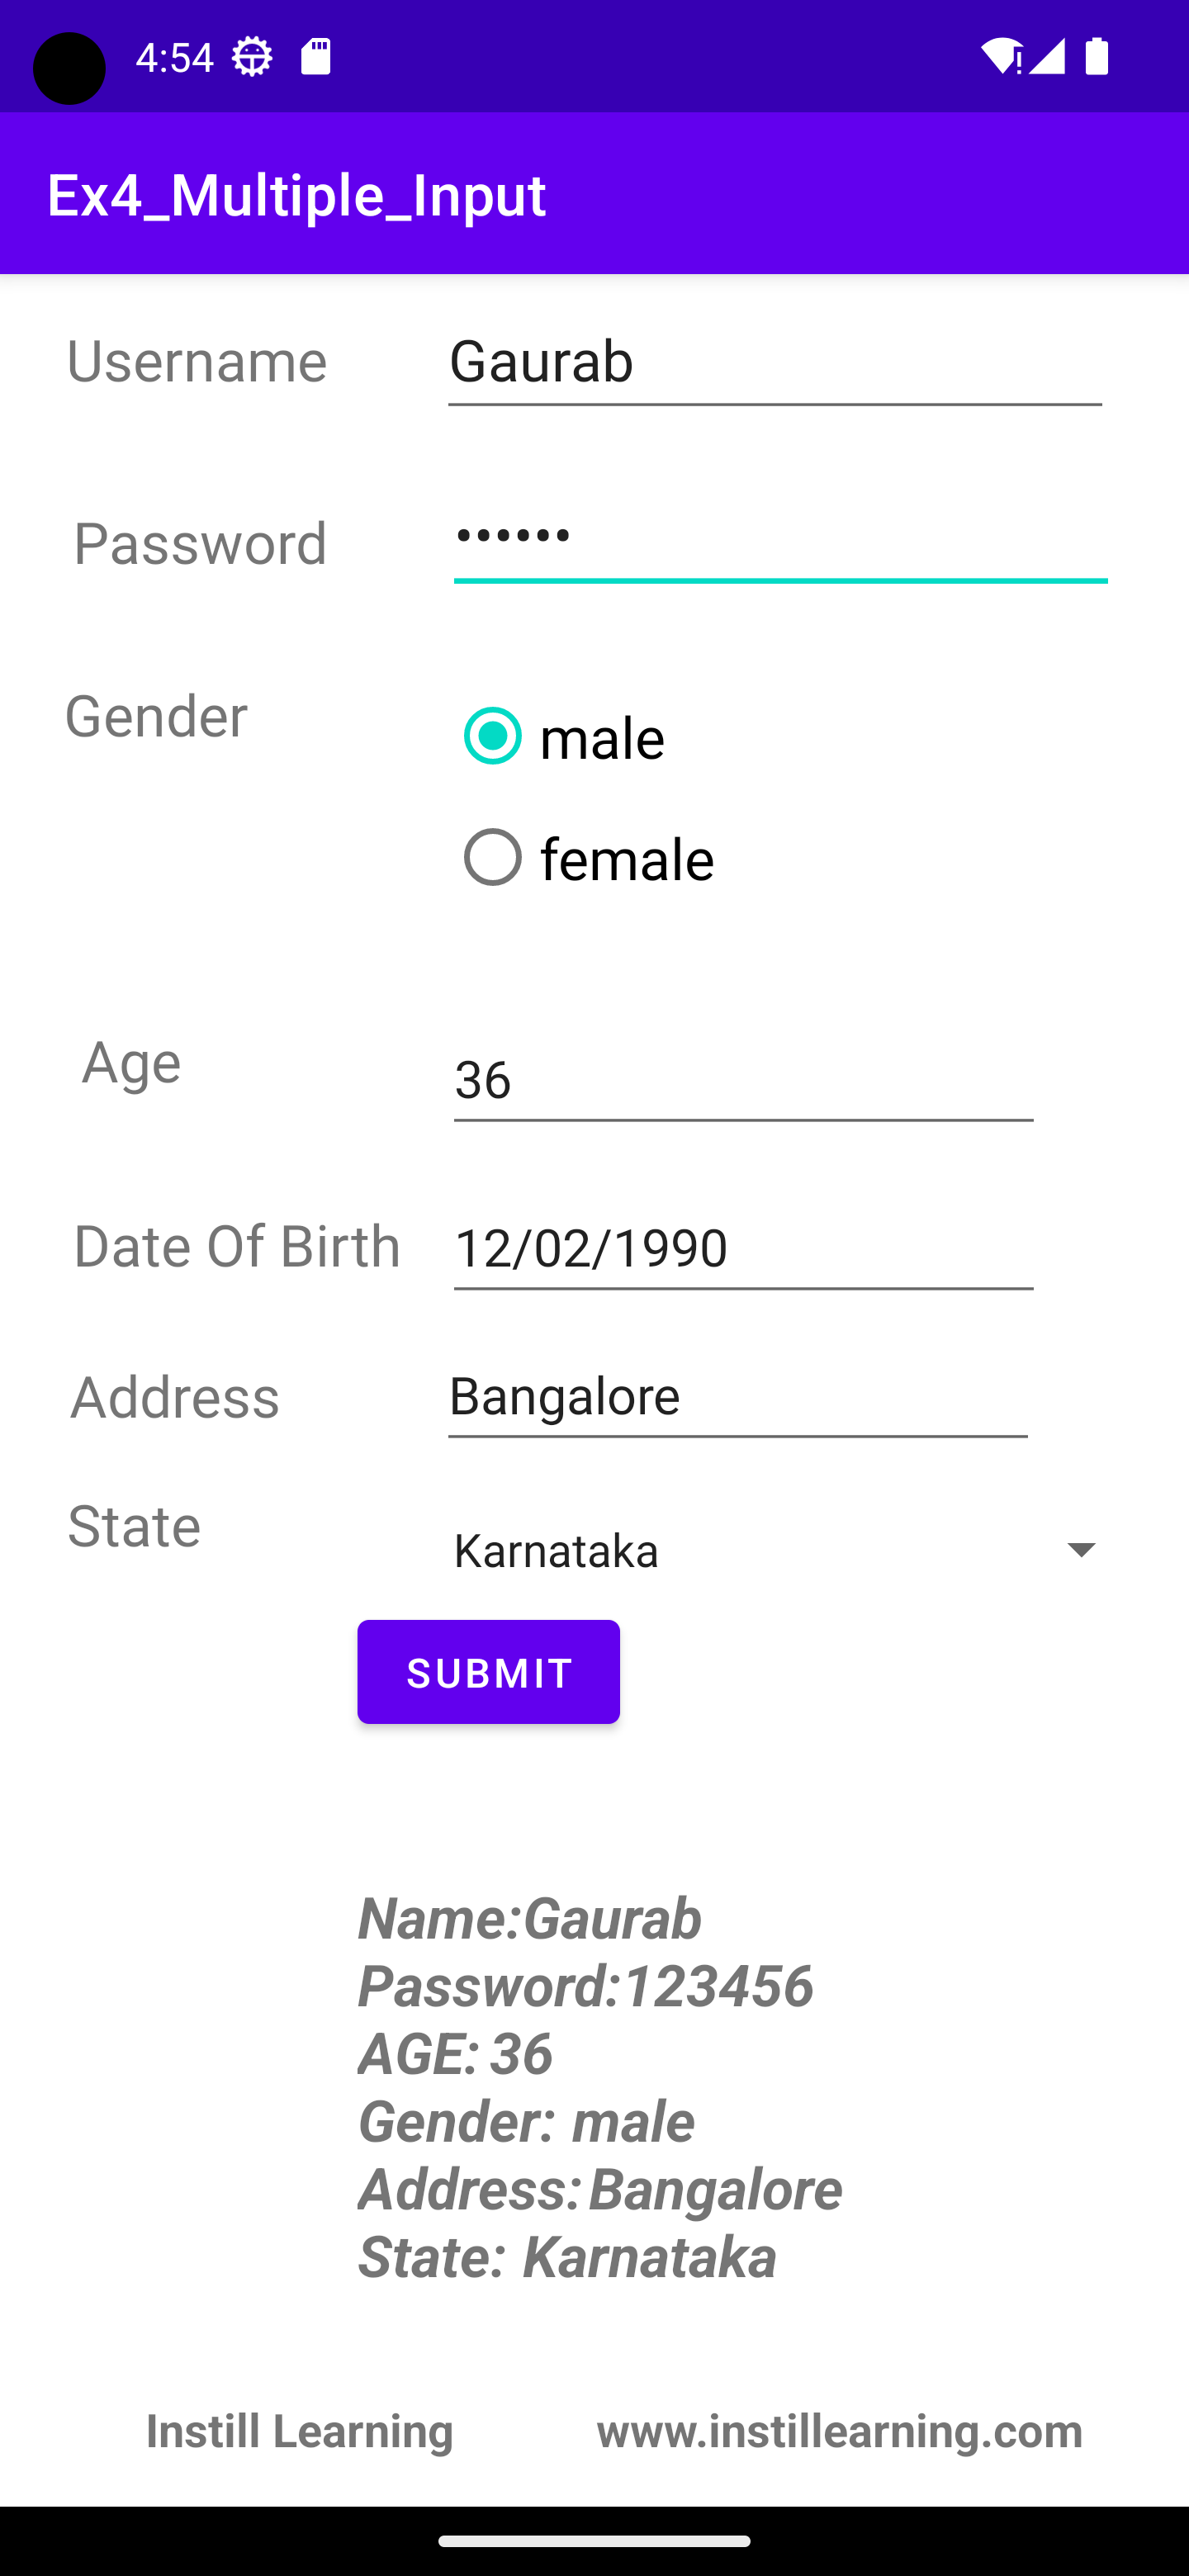 4:54
Ex4_Multiple_Input
Username Gaurab
Password ••••••
Gender male
female
Age 36
Date Of Birth 12/02/1990
Address Bangalore
State Karnataka
SUBMIT
Name:Gaurab
Password:123456
AGE: 36
Gender: male
Address:Bangalore
State: Karnataka
Instill Learning www.instillearning.com